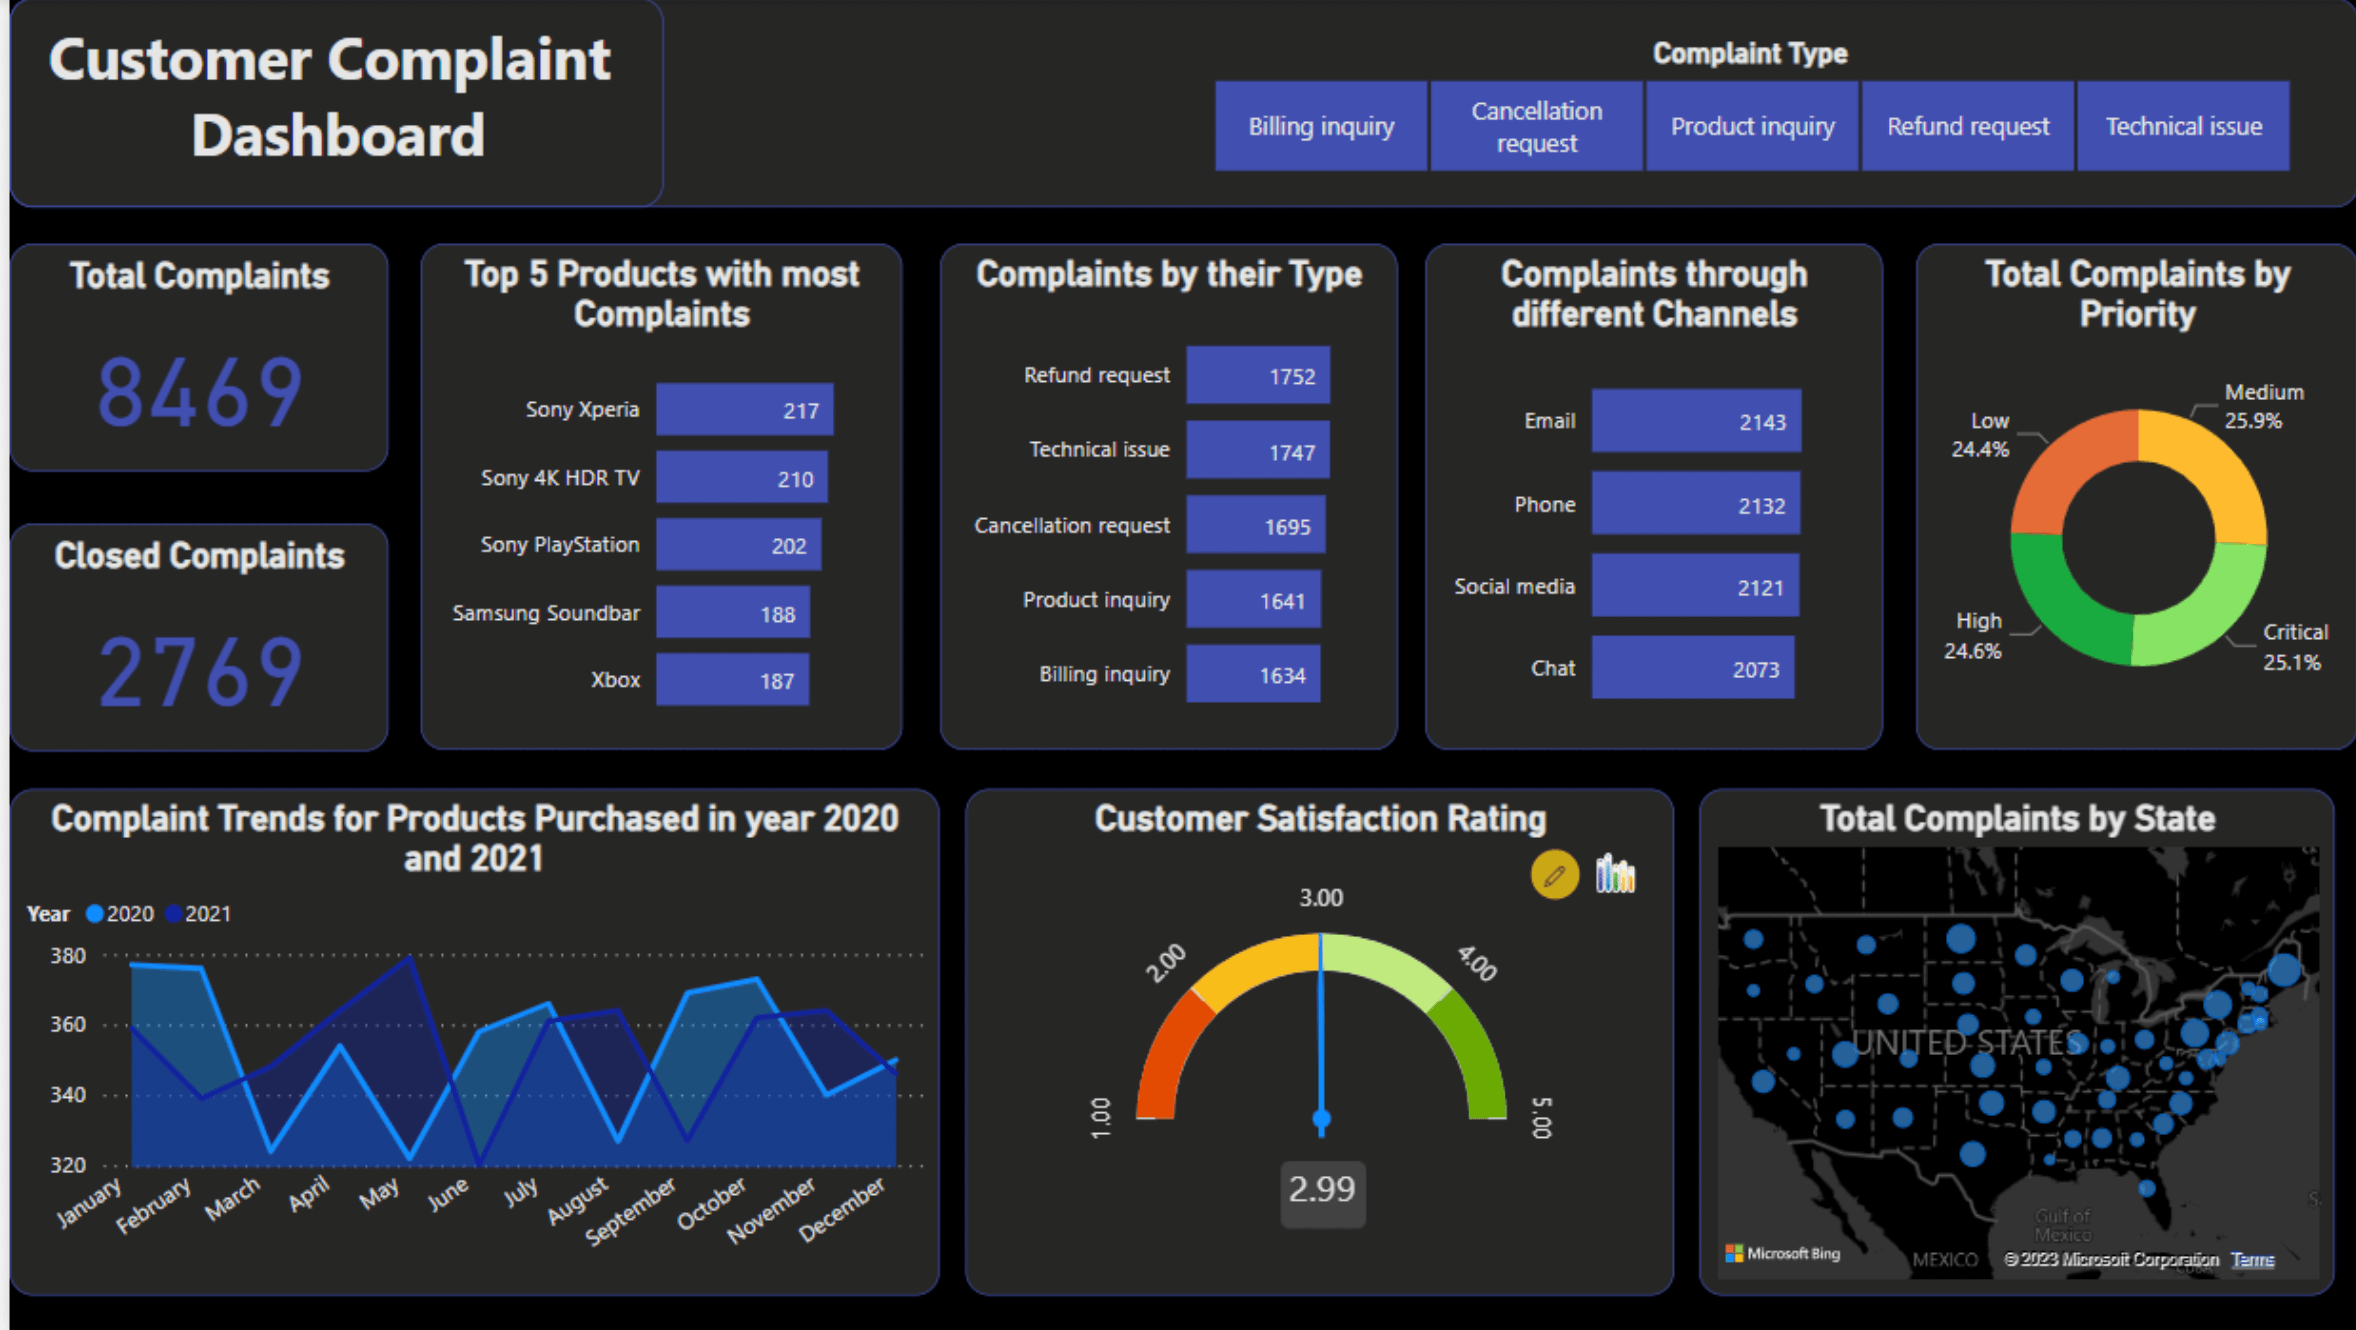 Customer Complaint
Dashboard
Complaint Type
Billing inquiry
Cancellation
request
Product inquiry
Refund request
Technical issue
Total Complaints
8469
Closed Complaints
2769
Top 5 Products with most
Complaints
Sony Xperia 217
Sony 4K HDR TV 210
Sony PlayStation 202
Samsung Soundbar 188
Xbox 187
Complaints by their Type
Refund request 1752
Technical issue 1747
Cancellation request 1695
Product inquiry 1641
Billing inquiry 1634
Complaints through
different Channels
Email 2143
Phone 2132
Social media 2121
Chat 2073
Total Complaints by
Priority
Medium
25.9%
Low
24.4%
High
24.6%
Critical
25.1%
Complaint Trends for Products Purchased in year 2020
and 2021
Year 2020 2021
380
360
340
320
January
February
March
April
May
June
July
August
September
October
November
December
Customer Satisfaction Rating
1.00
2.00
3.00
4.00
5.00
2.99
Total Complaints by State
UNITED STATES
Gulf of
Mexico
MEXICO
Microsoft Bing
© 2023 Microsoft Corporation Terms